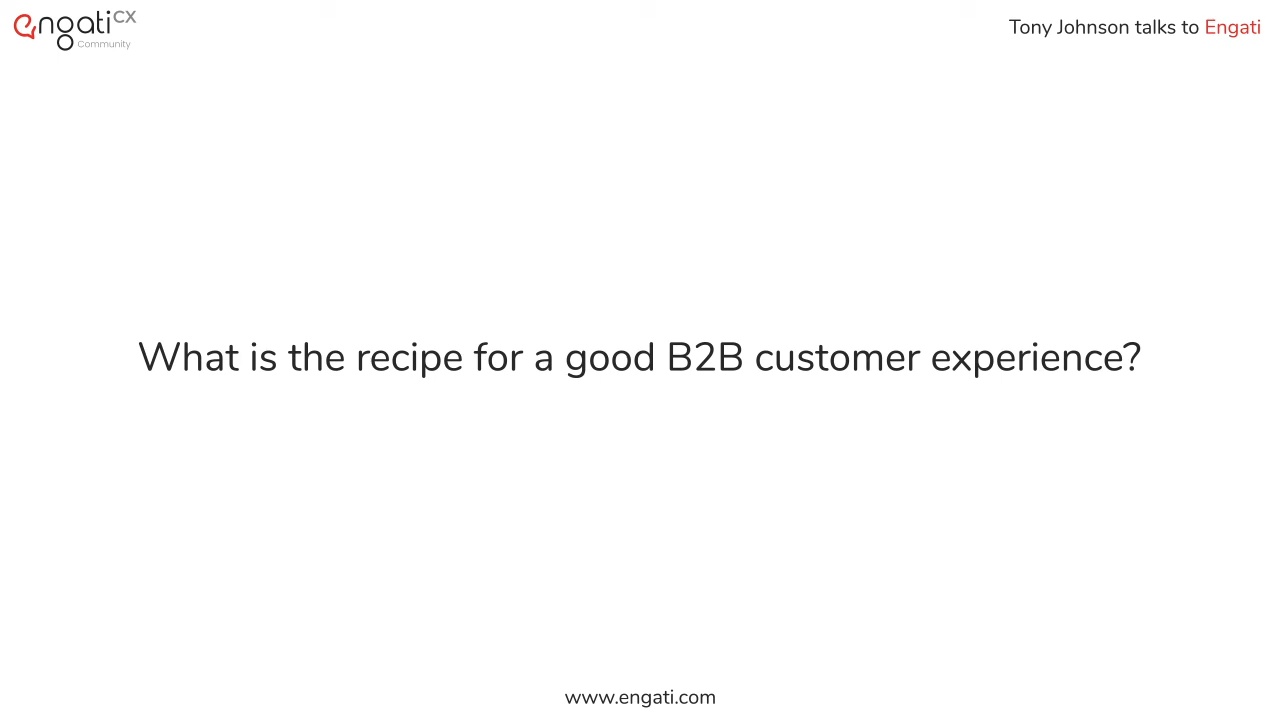 engati CX
Community
Tony Johnson talks to Engati
What is the recipe for a good B2B customer experience?
www.engati.com